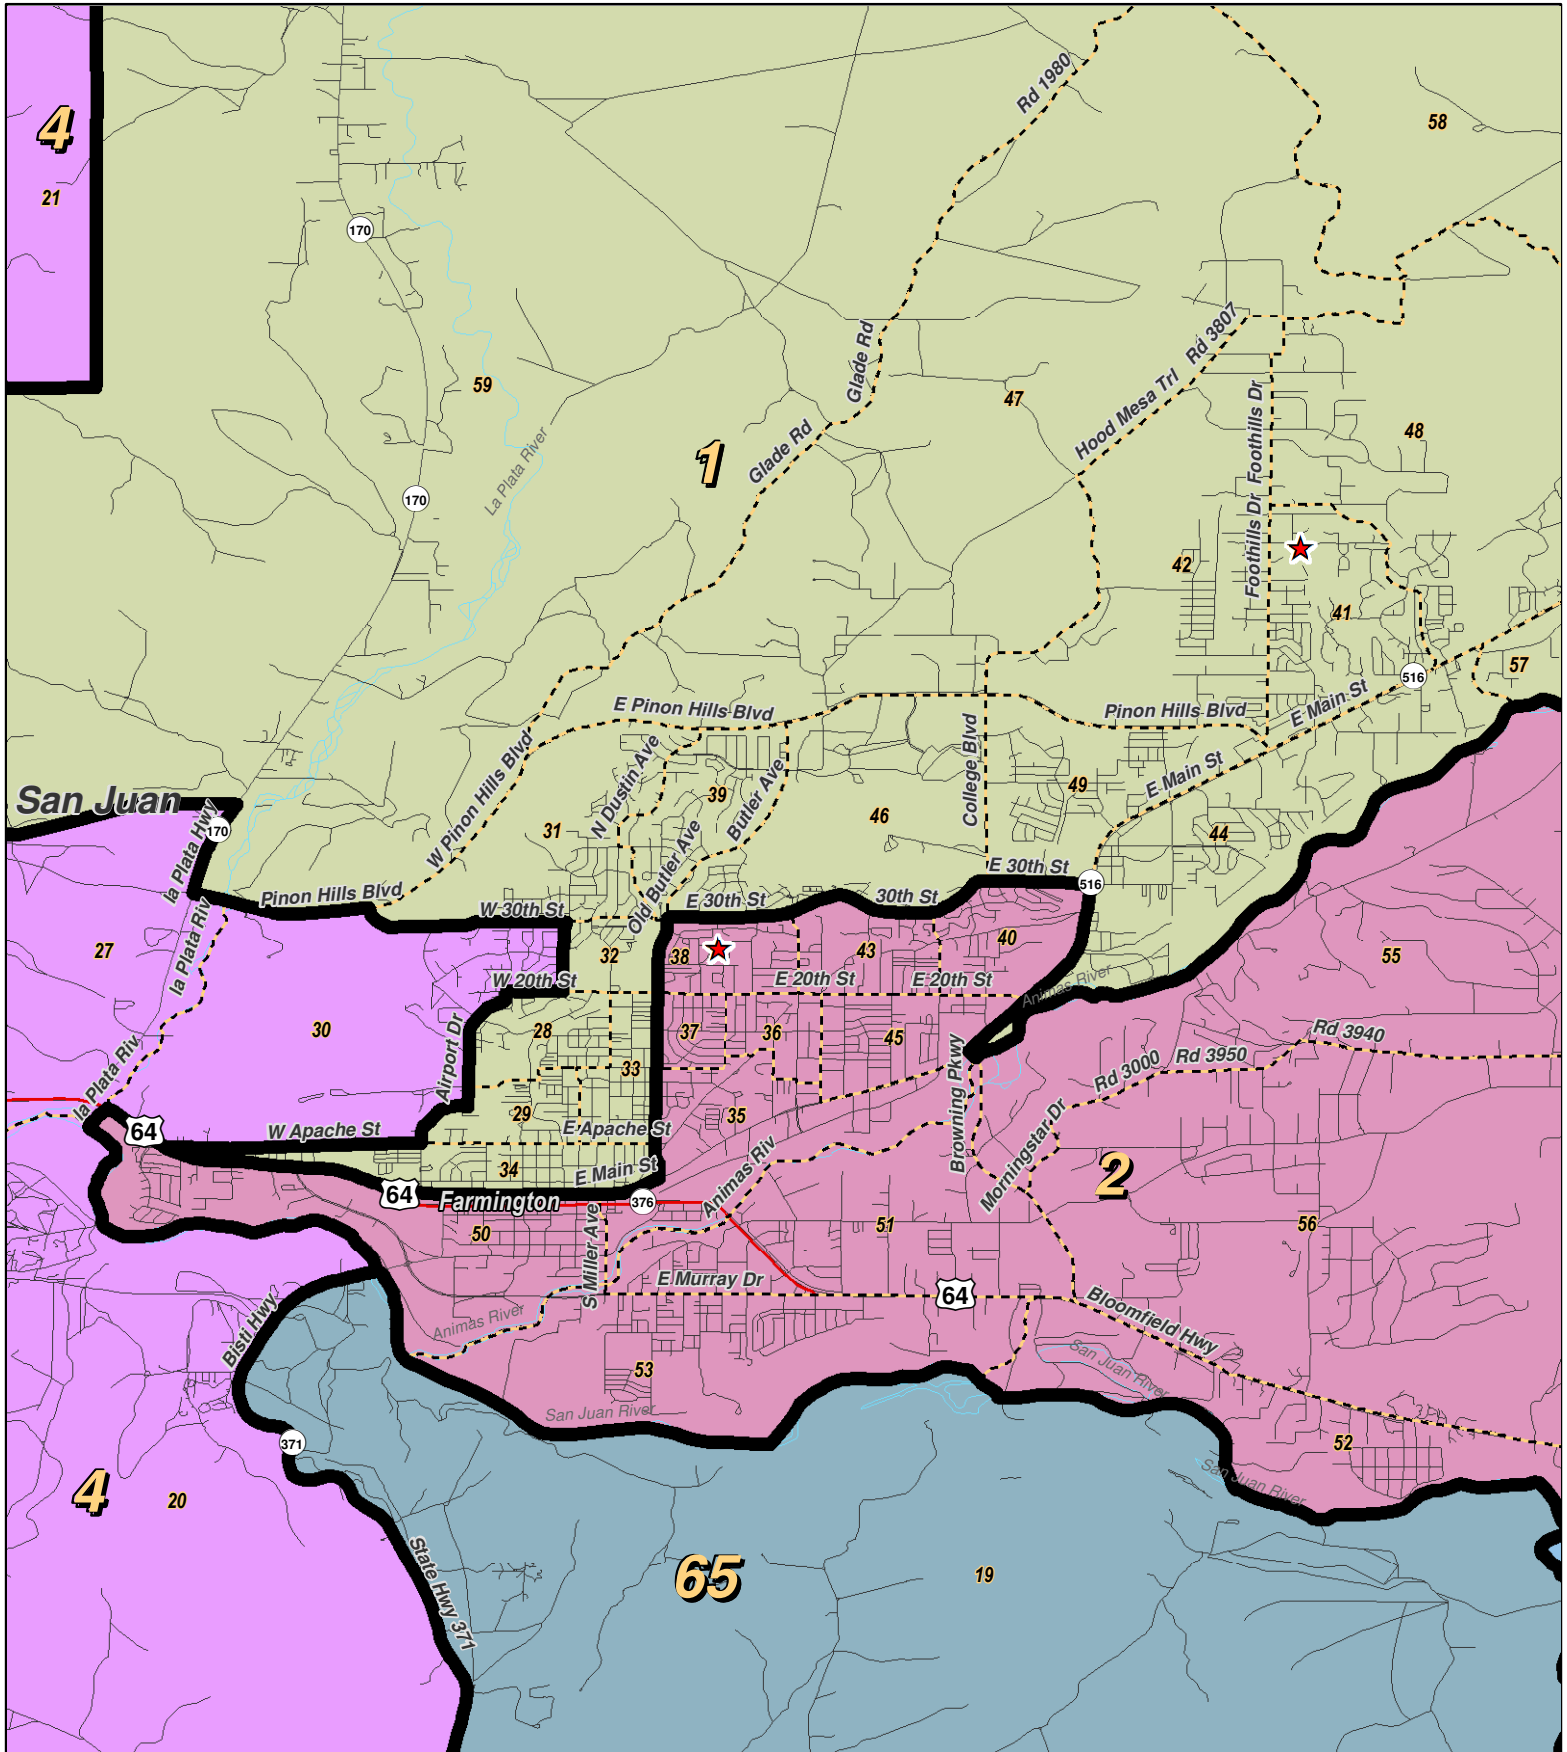 Rd 1980
58
4
21
170
Glade Rd
Rd 3807
59
47
Hood Mesa Trl
Foothills Dr
48
1
Glade Rd
La Plata River
170
Foothills Dr
42
41
57
516
E Pinon Hills Blvd
Pinon Hills Blvd
E Main St
N Dustin Ave
College Blvd
W Pinon Hills Blvd
39
Butler Ave
49
E Main St
San Juan
la Plata Hwy
170
31
46
44
Old Butler Ave
E 30th St
516
Pinon Hills Blvd
W 30th St
E 30th St
30th St
la Plata Riv
27
32
38
43
40
55
W 20th St
E 20th St
E 20th St
Animas River
30
Airport Dr
28
37
36
45
Rd 3940
Rd 3950
Rd 3000
la Plata Riv
33
Browning Pkwy
Morningstar Dr
29
35
64
W Apache St
E Apache St
34
E Main St
Animas Riv
2
64
Farmington
376
50
S Miller Ave
51
56
E Murray Dr
64
Bloomfield Hwy
Bisti Hwy
Animas River
San Juan River
53
San Juan River
371
52
San Juan River
4
20
State Hwy 371
65
19